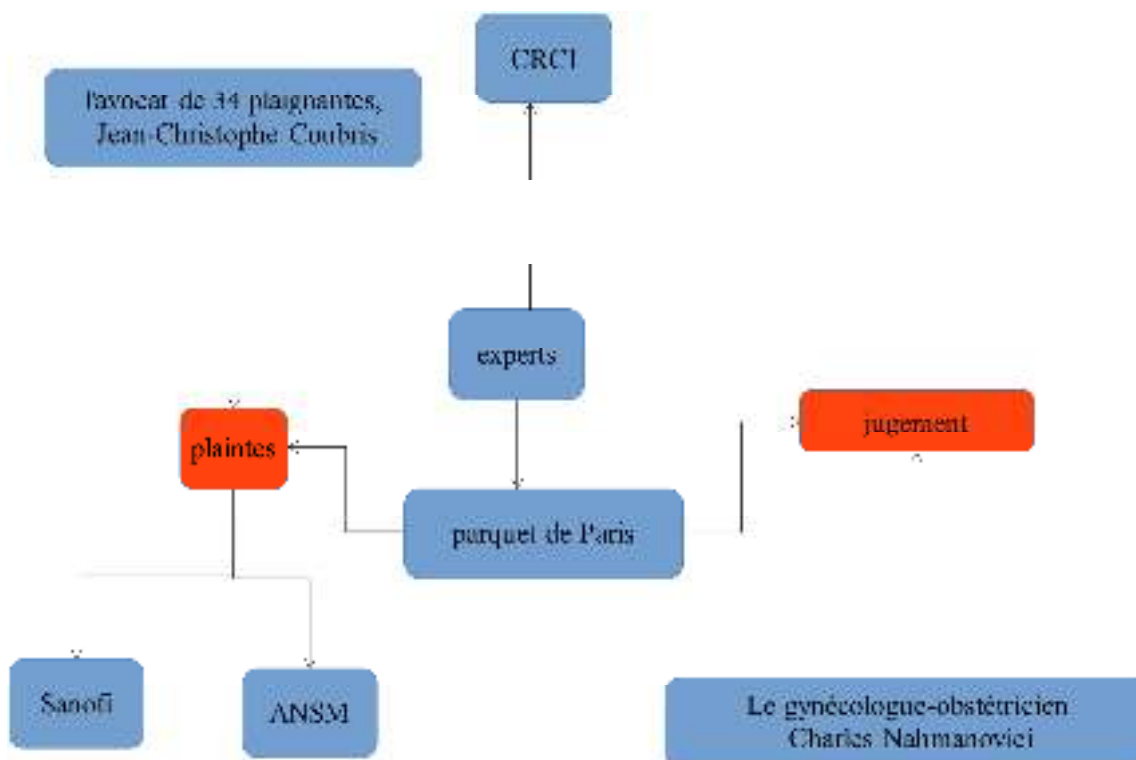 CRCI
l'avocat de 34 plaignantes,
Jean-Christophe Coubris
experts
plaintes
jugement
parquet de Paris
Sanofi
ANSM
Le gynécologue-obstétricien
Charles Nahmanovici